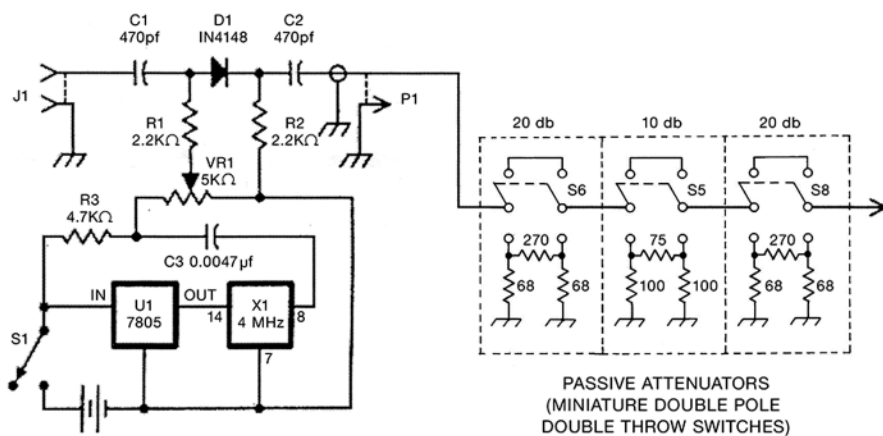 C1
470pf
D1
IN4148
C2
470pf
J1
P1
R1
2.2KΩ
R2
2.2KΩ
VR1
5KΩ
R3
4.7KΩ
C3 0.0047µf
IN
U1
7805
OUT
14
X1
4 MHz
8
7
S1
20 db
10 db
20 db
S6
S5
S8
270
75
270
68
68
100
100
68
68
PASSIVE ATTENUATORS
(MINIATURE DOUBLE POLE
DOUBLE THROW SWITCHES)